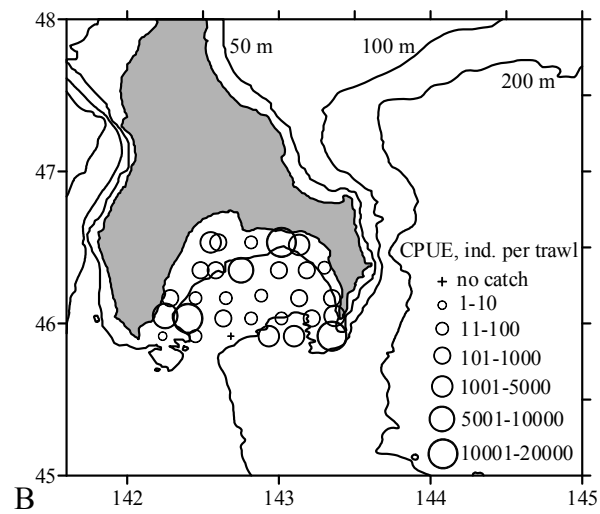 48
50 m
100 m
200 m
47
CPUE, ind. per trawl
no catch
1-10
11-100
46
101-1000
1001-5000
5001-10000
10001-20000
45
B
142
143
144
145